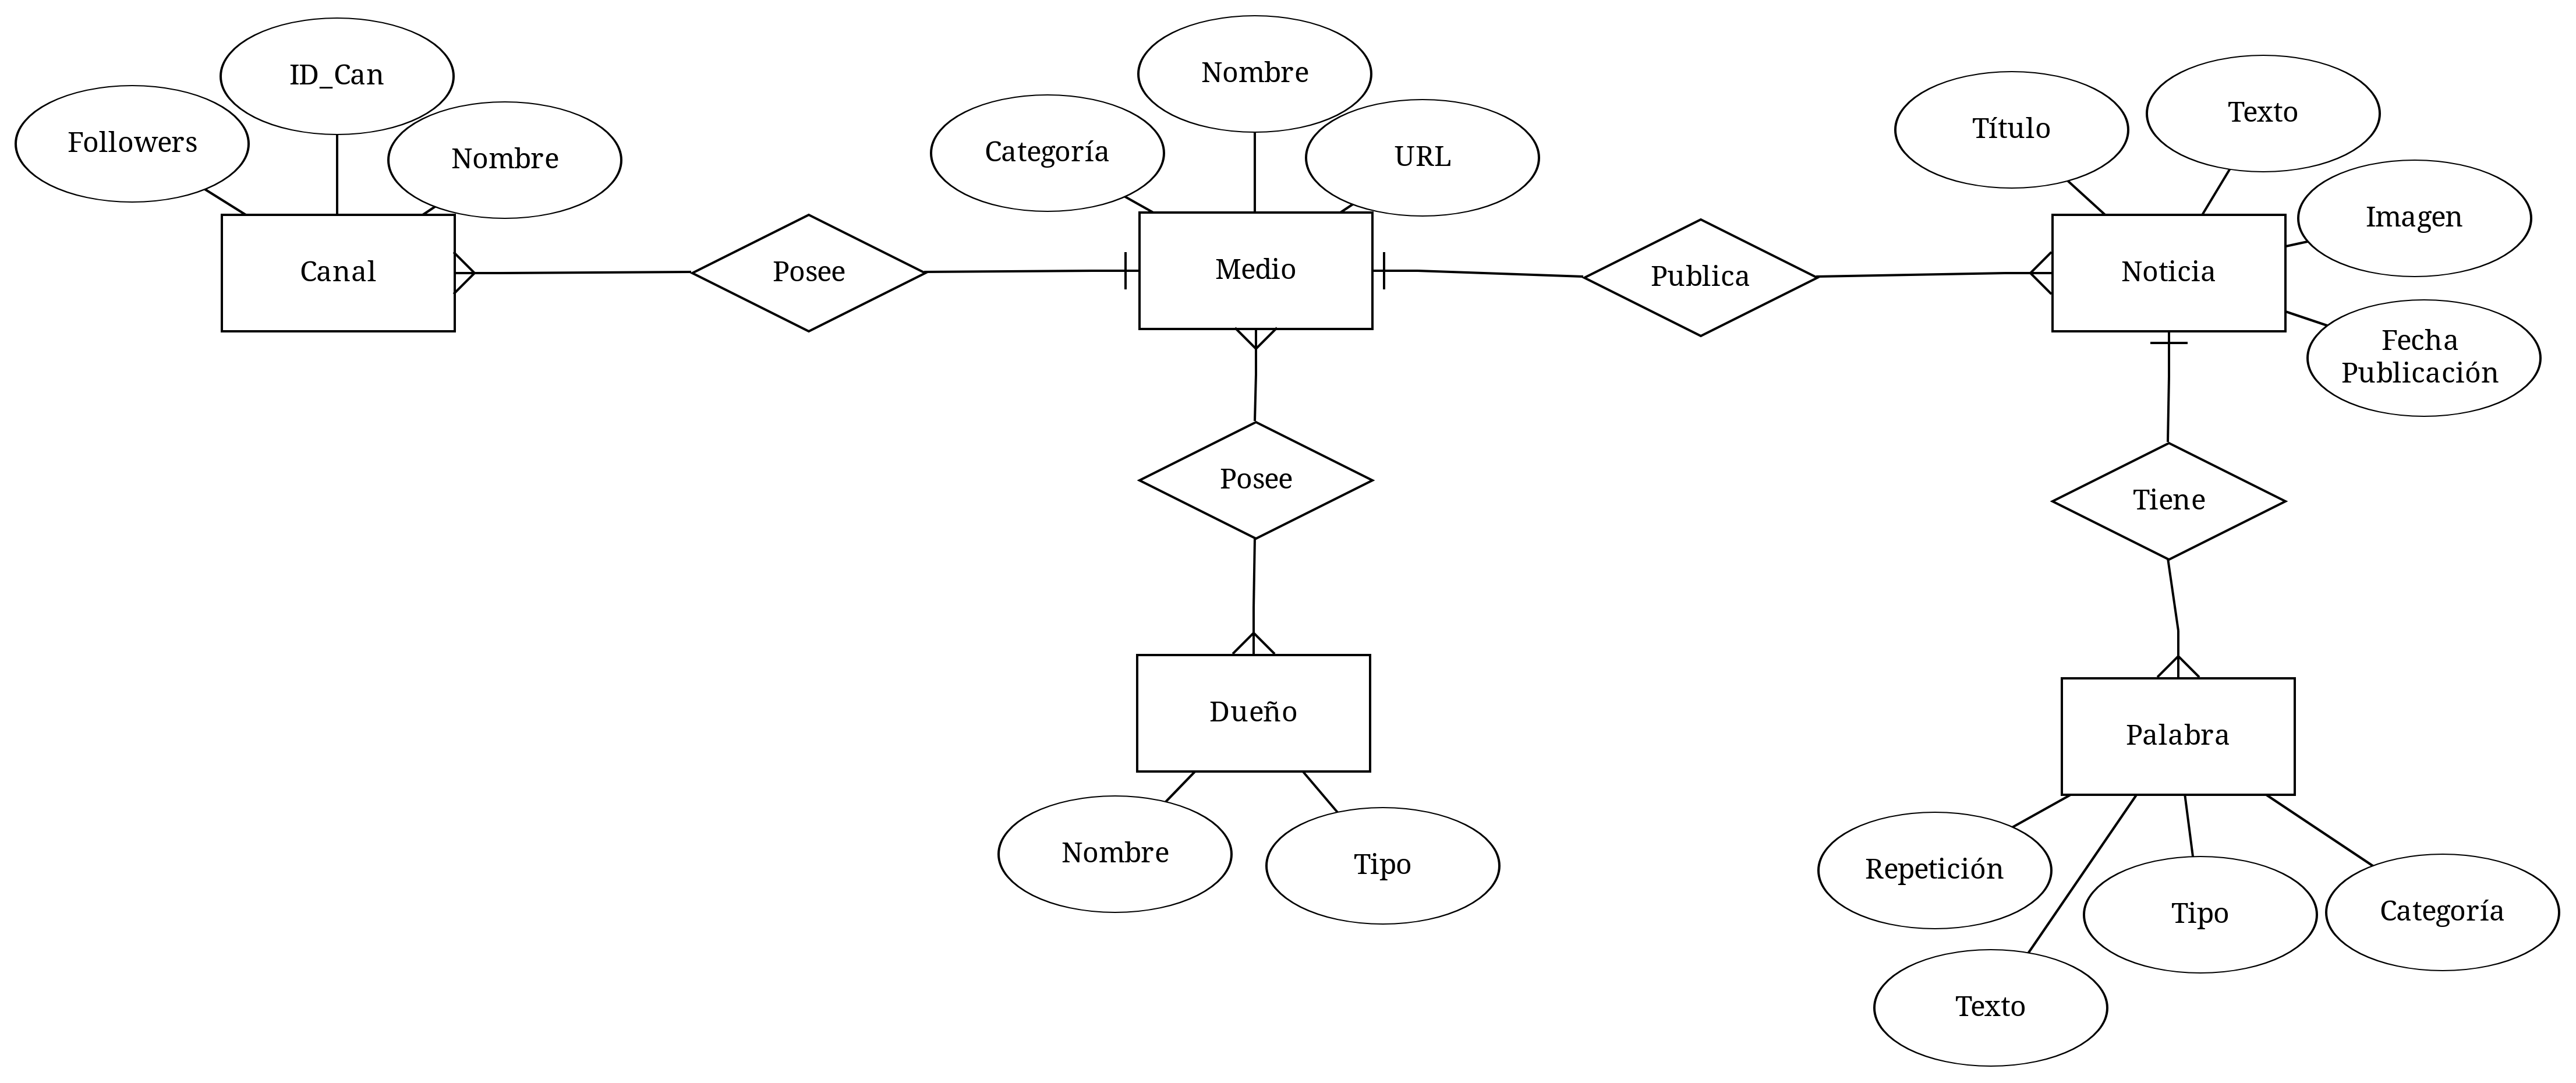 Followers
ID_Can
Nombre
Canal
Posee
Categoría
Nombre
URL
Medio
Publica
Título
Texto
Imagen
Fecha
Publicación
Noticia
Posee
Tiene
Dueño
Nombre
Tipo
Palabra
Repetición
Texto
Tipo
Categoría